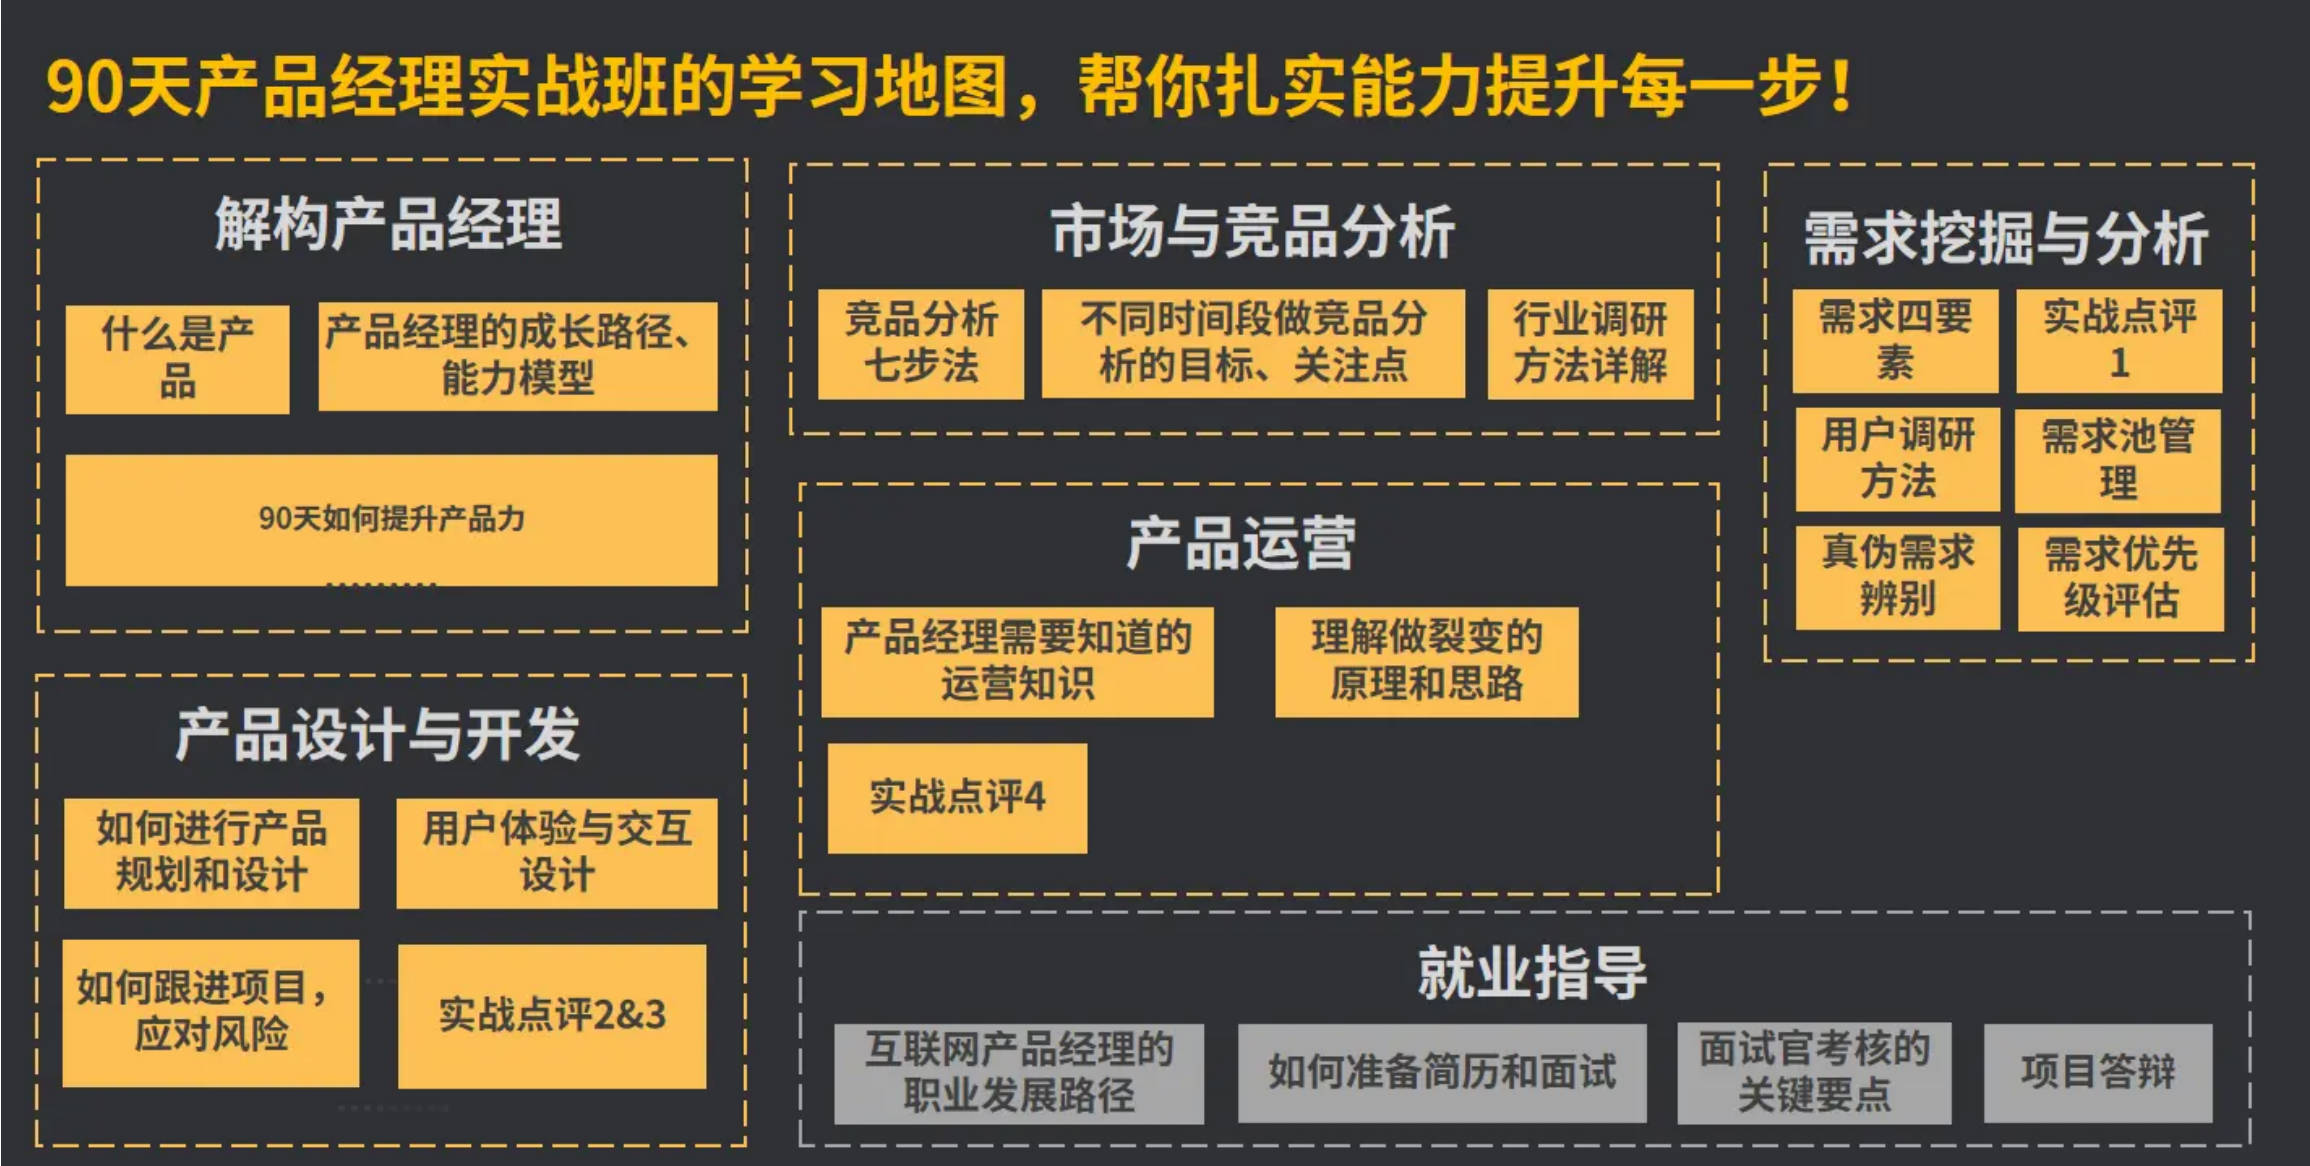 90天产品经理实战班的学习地图，帮你扎实能力提升每一步！
解构产品经理
什么是产
品
产品经理的成长路径、
能力模型
90天如何提升产品力
………
市场与竞品分析
竞品分析
七步法
不同时间段做竞品分
析的目标、关注点
行业调研
方法详解
需求挖掘与分析
需求四要
素
实战点评
1
用户调研
方法
需求池管
理
真伪需求
辨别
需求优先
级评估
产品设计与开发
如何进行产品
规划和设计
用户体验与交互
设计
如何跟进项目，
应对风险
…
实战点评2&3
………
产品运营
产品经理需要知道的
运营知识
理解做裂变的
原理和思路
实战点评4
就业指导
互联网产品经理的
职业发展路径
如何准备简历和面试
面试官考核的
关键要点
项目答辩